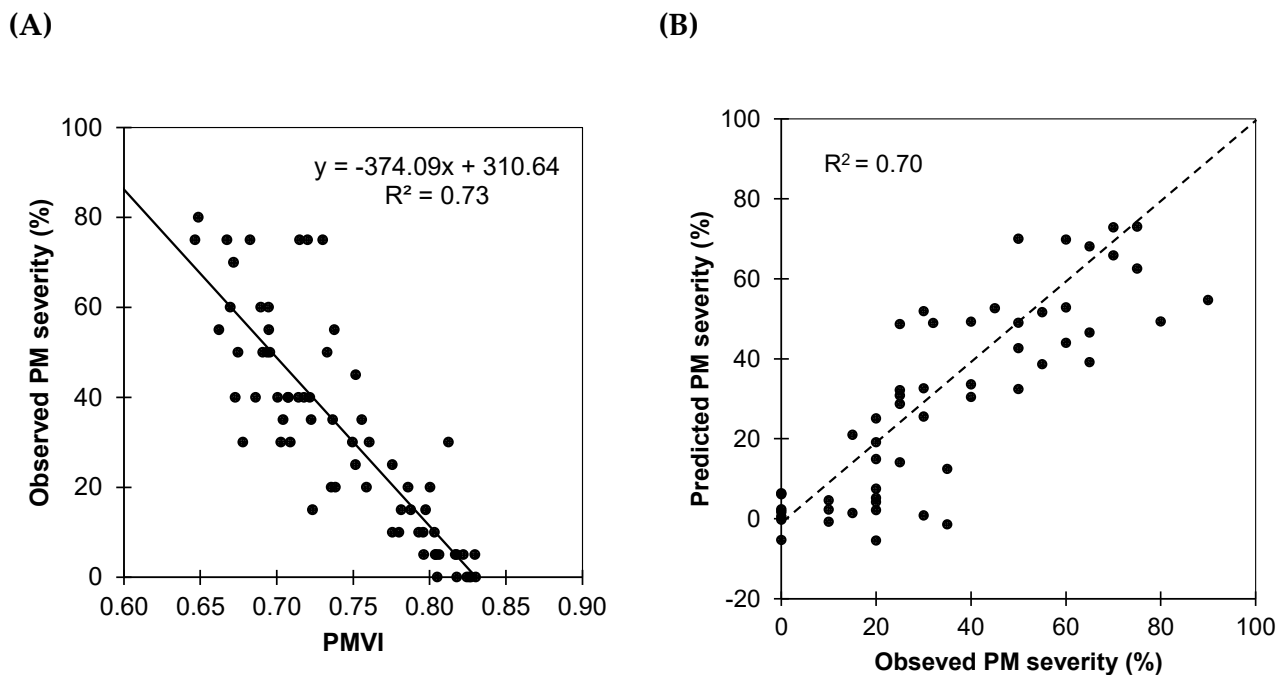 (A)
(B)
y = -374.09x + 310.64
R² = 0.73
Observed PM severity (%)
100
80
60
40
20
0
0.60 0.65 0.70 0.75 0.80 0.85 0.90
PMVI
R² = 0.70
Predicted PM severity (%)
100
80
60
40
20
0
-20
0 20 40 60 80 100
Obseved PM severity (%)